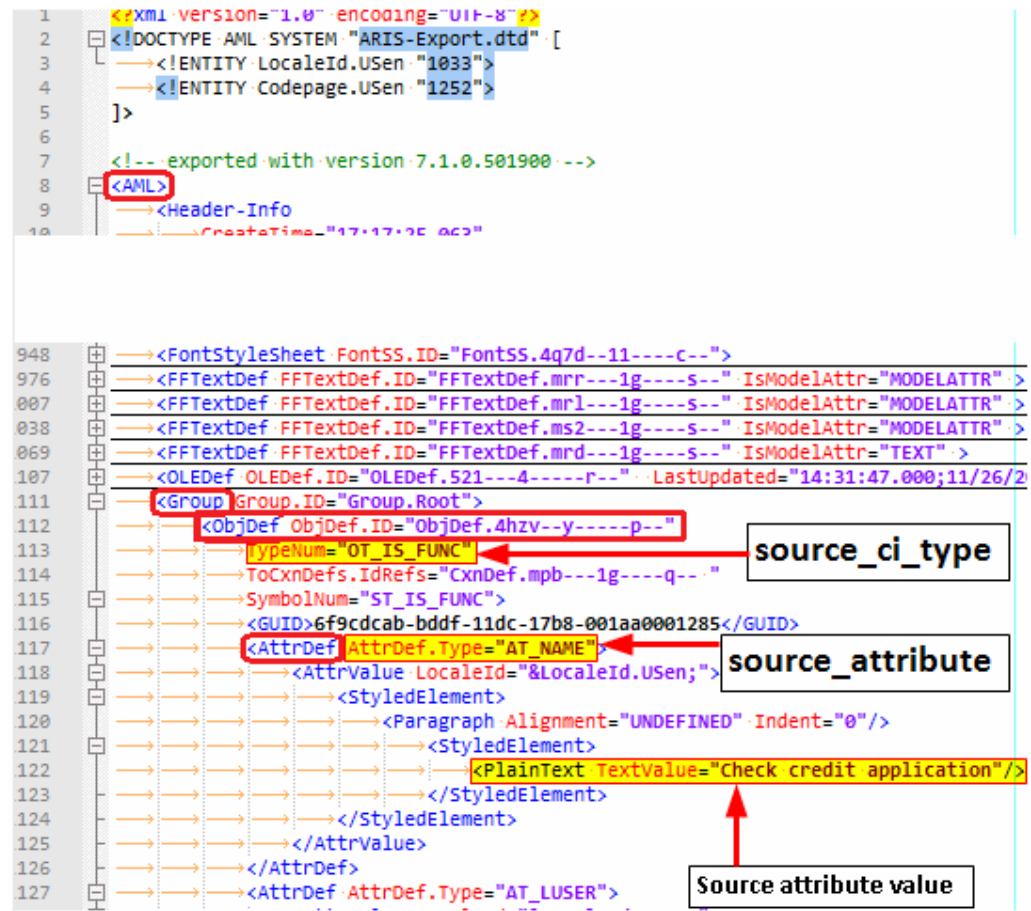 1 <?xml version="1.0" encoding="UTF-8"?>
2 <!DOCTYPE AML SYSTEM "ARIS-Export.dtd" [
3 <!ENTITY LocaleId.USen "1033">
4 <!ENTITY Codepage.USen "1252">
5 ]>
6
7 <!-- exported with version 7.1.0.501900 -->
8 <AML>
9 <Header-Info
10 CreateTime="17:17:25.063"
948 <FontStyleSheet FontSS.ID="FontSS.4q7d--11----c--">
976 <FFTextDef FFTextDef.ID="FFTextDef.mrr---1g----s--" IsModelAttr="MODELATTR" >
007 <FFTextDef FFTextDef.ID="FFTextDef.mrl---1g----s--" IsModelAttr="MODELATTR" >
038 <FFTextDef FFTextDef.ID="FFTextDef.ms2---1g----s--" IsModelAttr="MODELATTR" >
069 <FFTextDef FFTextDef.ID="FFTextDef.mrd---1g----s--" IsModelAttr="TEXT" >
107 <OLEDef OLEDef.ID="OLEDef.521---4-----r--" LastUpdated="14:31:47.000;11/26/2
111 <Group Group.ID="Group.Root">
112 <ObjDef ObjDef.ID="ObjDef.4hzv--y-----p--"
113 TypeNum="OT_IS_FUNC"
source_ci_type
114 ToCxnDefs.IdRefs="CxnDef.mpb---1g----q-- "
115 SymbolNum="ST_IS_FUNC">
116 <GUID>6f9cdcab-bddf-11dc-17b8-001aa0001285</GUID>
117 <AttrDef AttrDef.Type="AT_NAME">
source_attribute
118 <AttrValue LocaleId="&LocaleId.USen;">
119 <StyledElement>
120 <Paragraph Alignment="UNDEFINED" Indent="0"/>
121 <StyledElement>
122 <PlainText TextValue="Check credit application"/>
123 </StyledElement>
124 </StyledElement>
125 </AttrValue>
126 </AttrDef>
Source attribute value
127 <AttrDef AttrDef.Type="AT_LUSER">